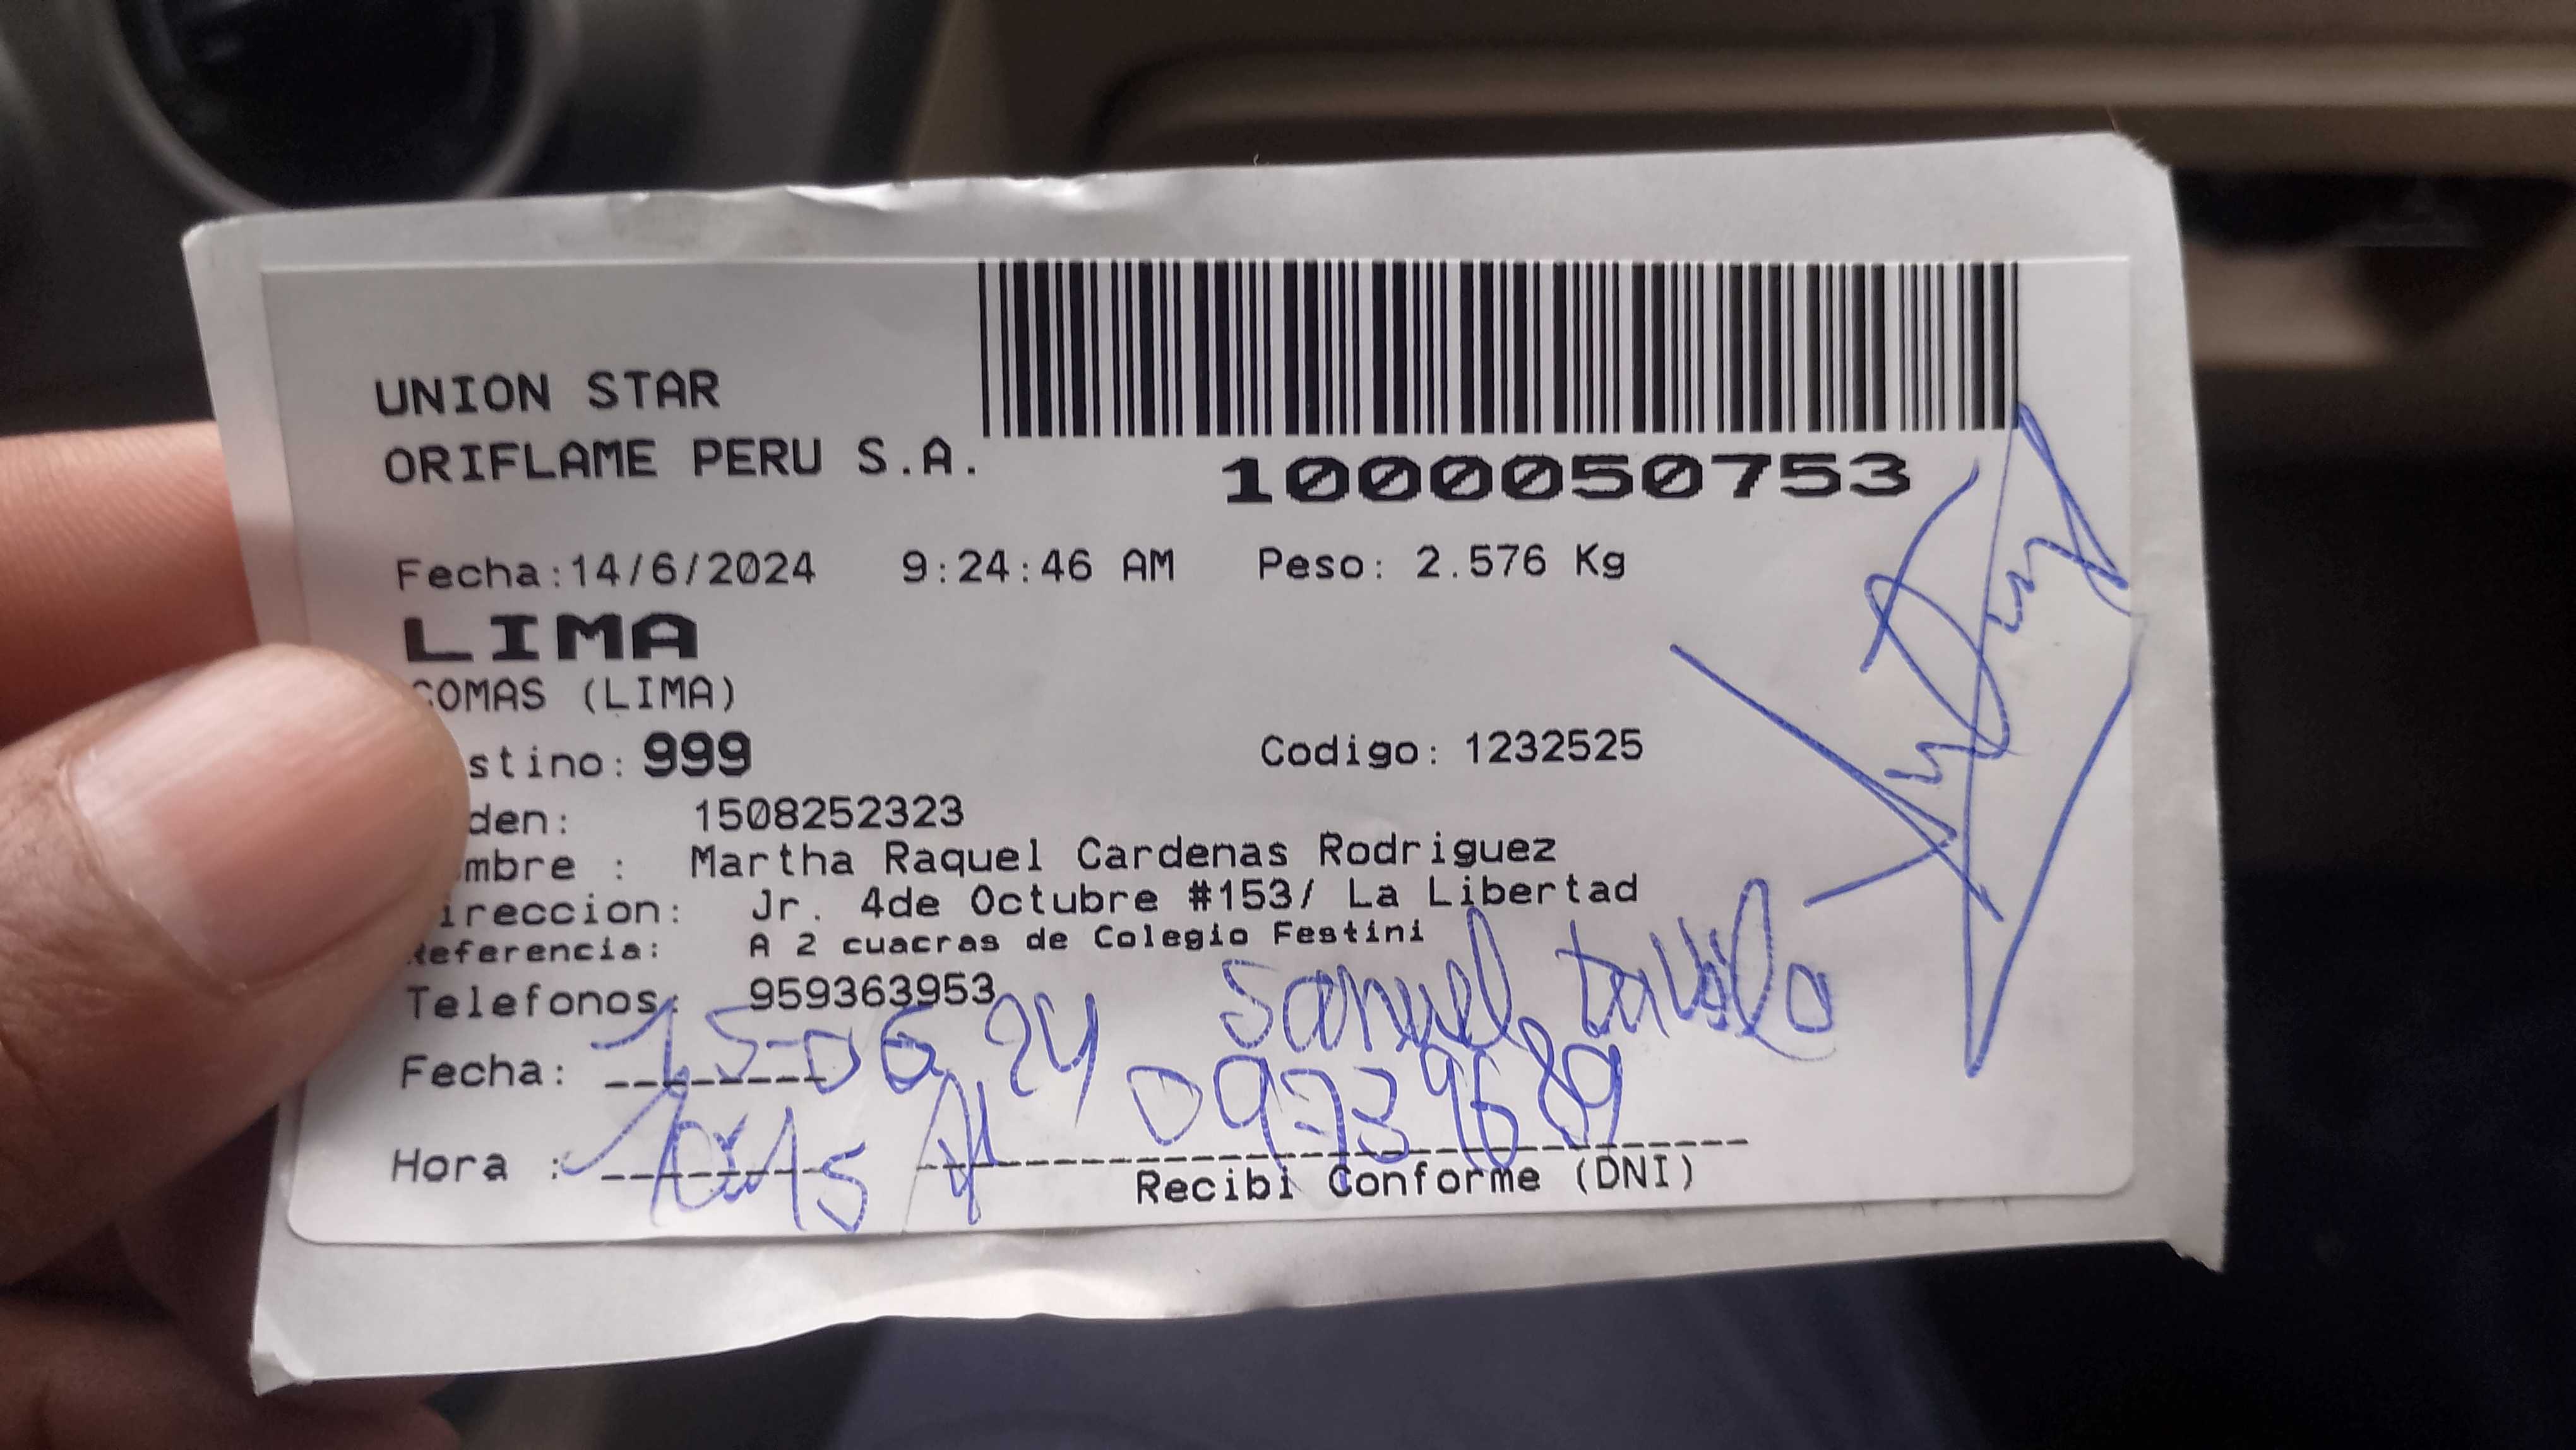 UNION STAR
ORIFLAME PERU S.A.
1000050753
Fecha:14/6/2024 9:24:46 AM Peso: 2.576 Kg
LIMA
COMAS (LIMA)
stino: 999 Codigo: 1232525
den: 1508252323
mbre : Martha Raquel Cardenas Rodriguez
ireccion: Jr. 4de Octubre #153/ La Libertad
Referencia: A 2 cuacras de Colegio Festini
Telefonos: 959363953
Samuel
Fecha: 15-06-24 09739689
Hora :
Recibi Conforme (DNI)